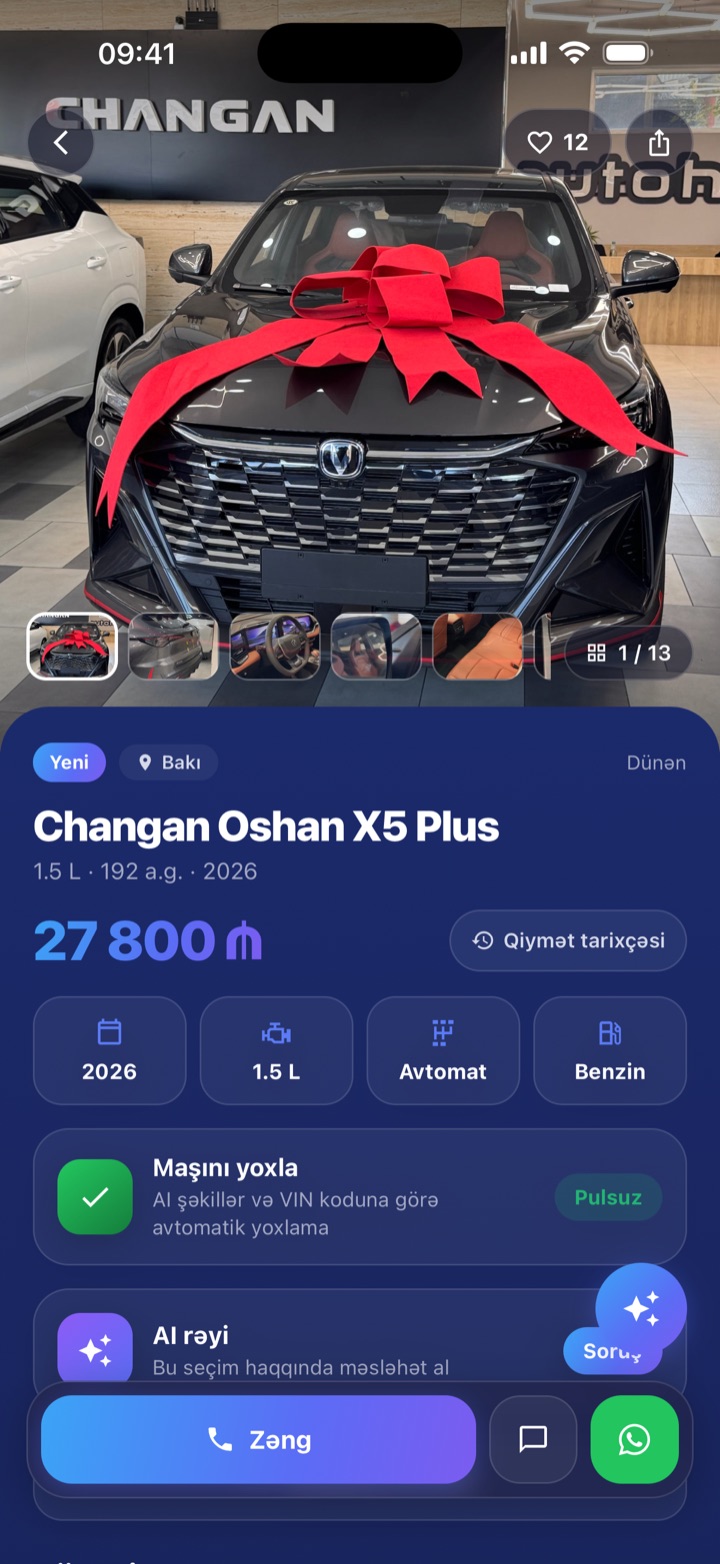 09:41
CHANGAN
12
autoh
1 / 13
Yeni
Bakı
Dünən
Changan Oshan X5 Plus
1.5 L · 192 a.g. · 2026
27 800 ₼
Qiymət tarixçəsi
2026
1.5 L
Avtomat
Benzin
Maşını yoxla
AI şəkillər və VIN koduna görə
avtomatik yoxlama
Pulsuz
AI rəyi
Bu seçim haqqında məsləhət al
Soruş
Zəng